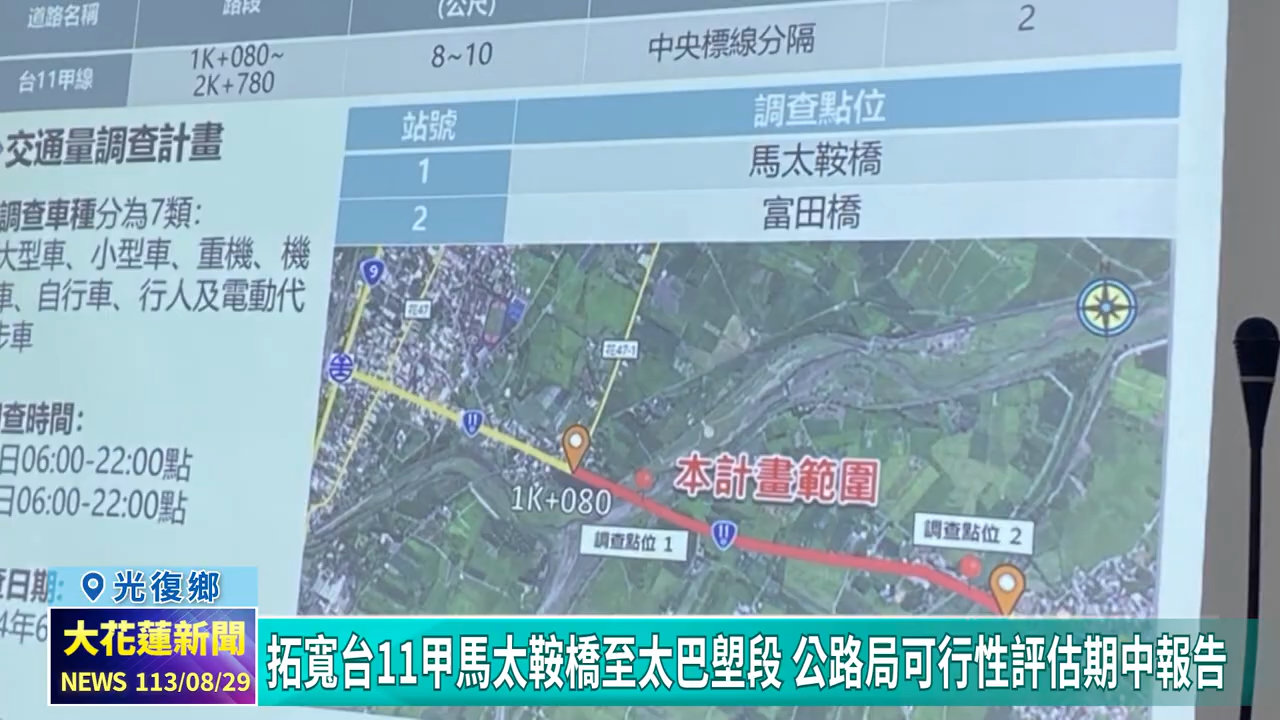 道路名稱
路段
(公尺)
台11甲線
1K+080~
2K+780
8~10
中央標線分隔
2
交通量調查計畫
站號
調查點位
1
馬太鞍橋
2
富田橋
調查車種分為7類：
大型車、小型車、重機、機
車、自行車、行人及電動代
步車
查時間：
日06:00-22:00點
日06:00-22:00點
日期：
4年6
9
花47
花47-1
11
1K+080
本計畫範圍
調查點位 1
11
調查點位 2
光復鄉
大花蓮新聞
NEWS 113/08/29
拓寬台11甲馬太鞍橋至太巴塱段 公路局可行性評估期中報告